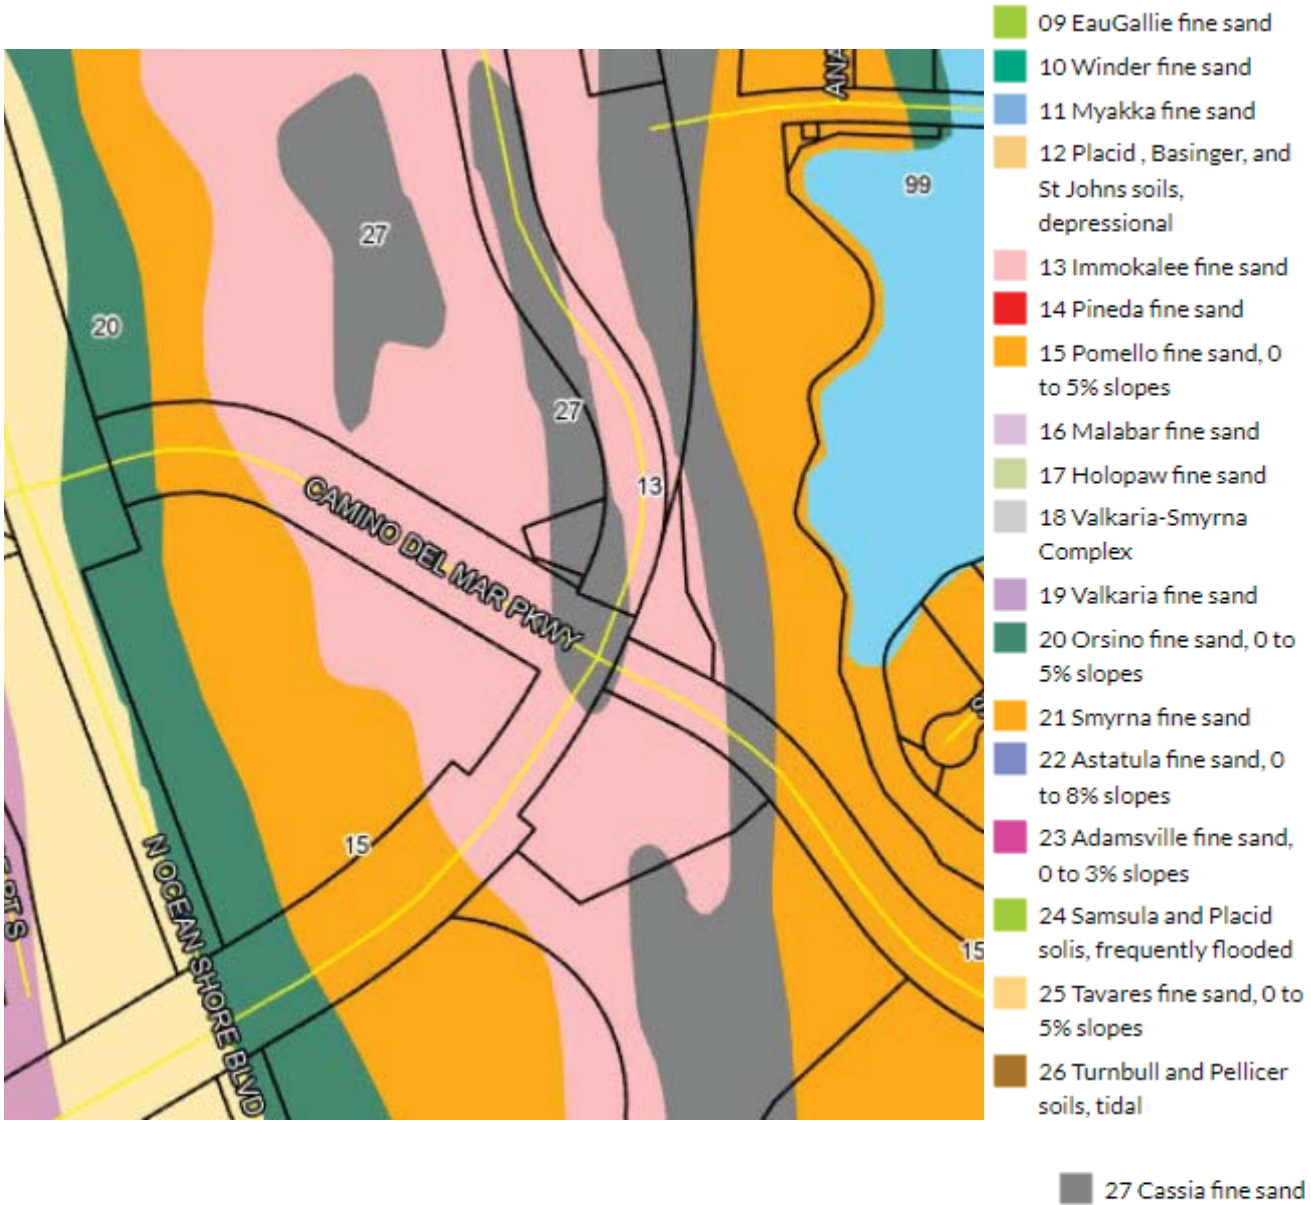 ANA
99
27
20
27
13
CAMINO DEL MAR PKWY
15
N OCEAN SHORE BLVD
15
09 EauGallie fine sand
10 Winder fine sand
11 Myakka fine sand
12 Placid , Basinger, and
St Johns soils,
depressional
13 Immokalee fine sand
14 Pineda fine sand
15 Pomello fine sand, 0
to 5% slopes
16 Malabar fine sand
17 Holopaw fine sand
18 Valkaria-Smyrna
Complex
19 Valkaria fine sand
20 Orsino fine sand, 0 to
5% slopes
21 Smyrna fine sand
22 Astatula fine sand, 0
to 8% slopes
23 Adamsville fine sand,
0 to 3% slopes
24 Samsula and Placid
solis, frequently flooded
25 Tavares fine sand, 0 to
5% slopes
26 Turnbull and Pellicer
soils, tidal
27 Cassia fine sand